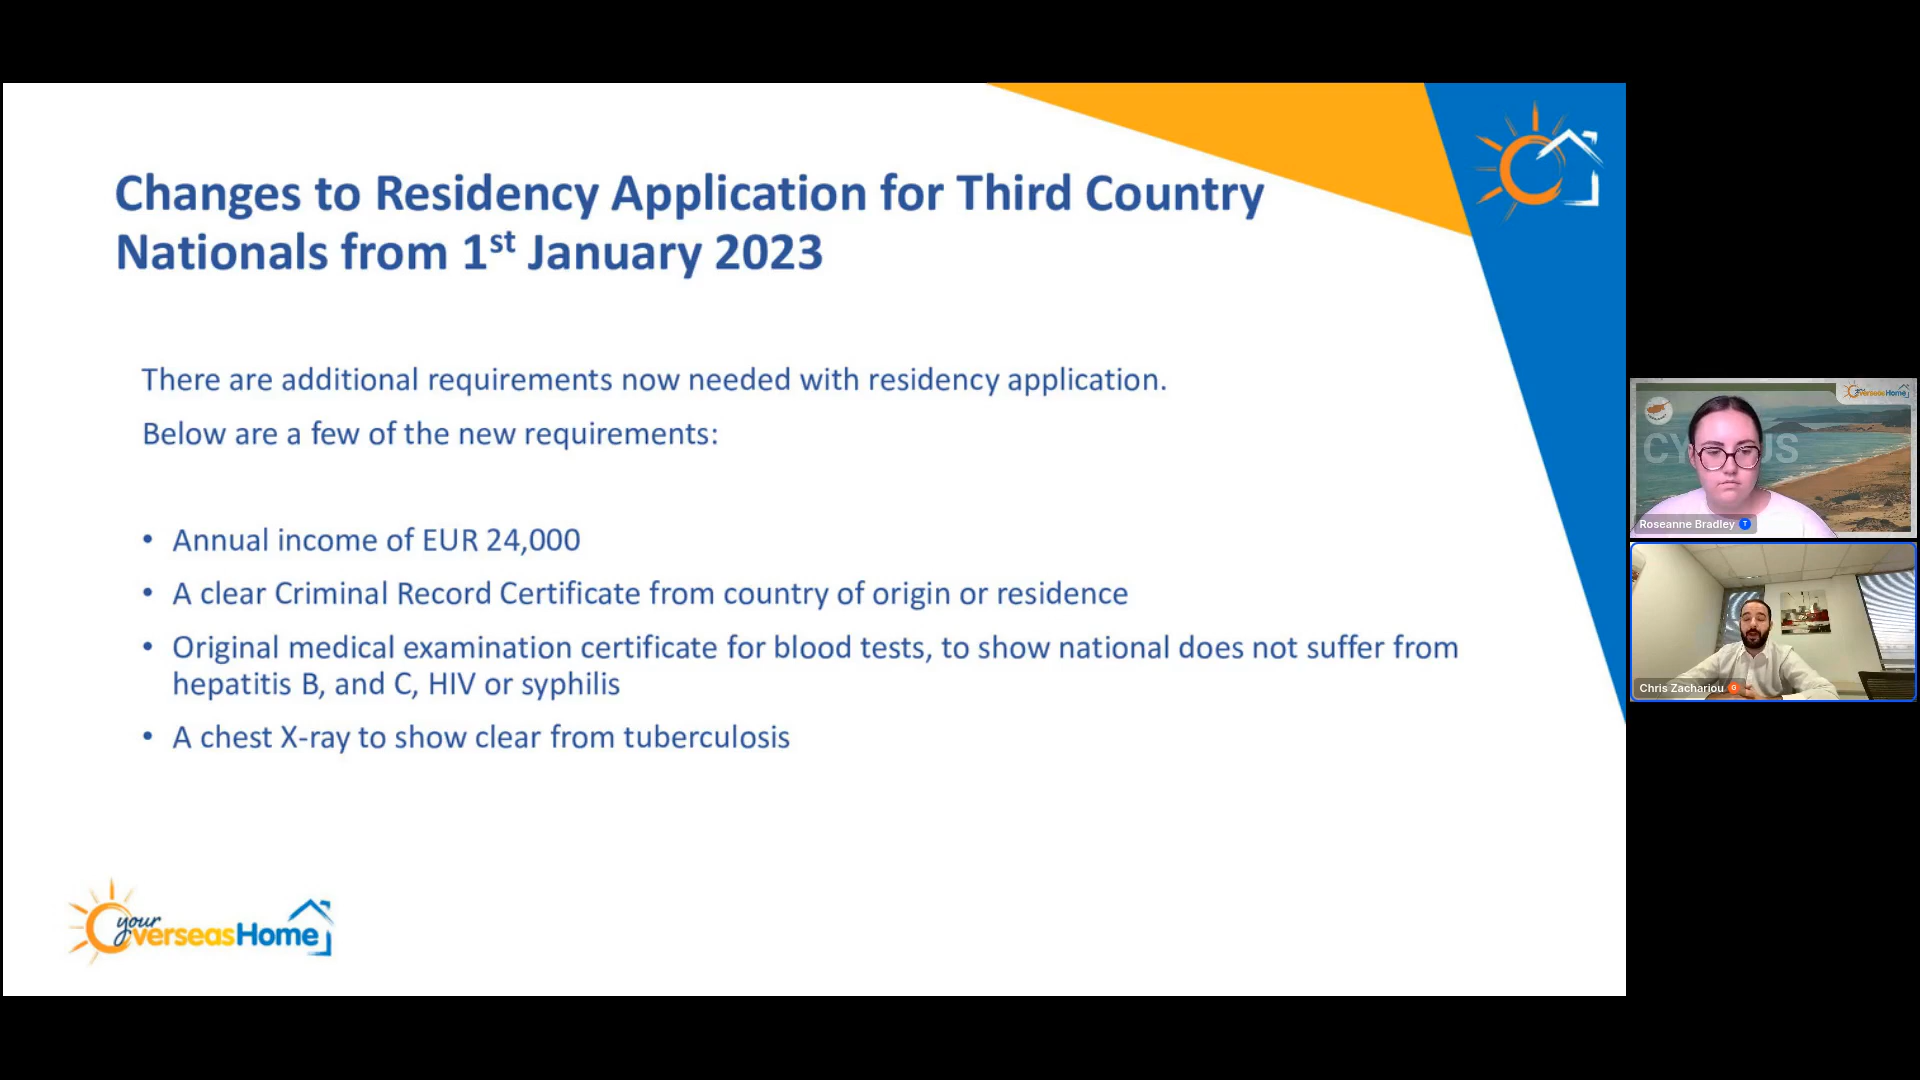 Changes to Residency Application for Third Country
Nationals from 1st January 2023
There are additional requirements now needed with residency application.
Below are a few of the new requirements:
• Annual income of EUR 24,000
• A clear Criminal Record Certificate from country of origin or residence
• Original medical examination certificate for blood tests, to show national does not suffer from
hepatitis B, and C, HIV or syphilis
• A chest X-ray to show clear from tuberculosis
your
OverseasHome
OverseasHome
Roseanne Bradley T
Chris Zachariou G